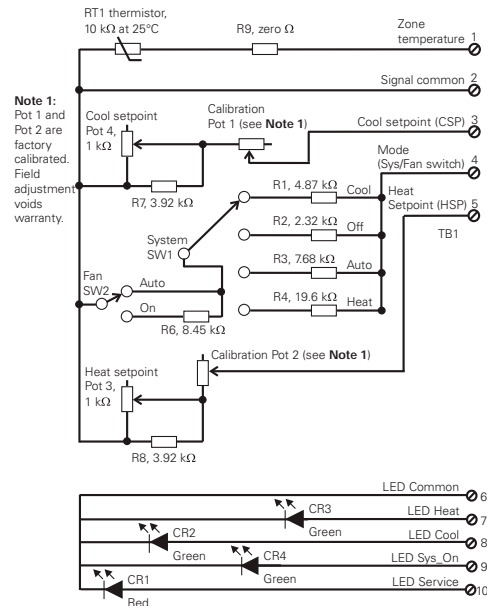 RT1 thermistor,
10 kΩ at 25°C
R9, zero Ω
Zone
temperature 1
Signal common 2
Note 1:
Pot 1 and
Pot 2 are
factory
calibrated.
Field
adjustment
voids
warranty.
Cool setpoint
Pot 4,
1 kΩ
Calibration
Pot 1 (see Note 1)
Cool setpoint (CSP) 3
Mode
(Sys/Fan switch) 4
R7, 3.92 kΩ
R1, 4.87 kΩ Cool
Heat
Setpoint (HSP) 5
TB1
R2, 2.32 kΩ Off
System
SW1
R3, 7.68 kΩ Auto
Fan
SW2
Auto
On
R4, 19.6 kΩ Heat
R6, 8.45 kΩ
Calibration Pot 2 (see Note 1)
Heat setpoint
Pot 3,
1 kΩ
R8, 3.92 kΩ
LED Common 6
CR3
Green
LED Heat 7
CR2
Green
LED Cool 8
CR4
Green
LED Sys_On 9
CR1
Red
LED Service 10